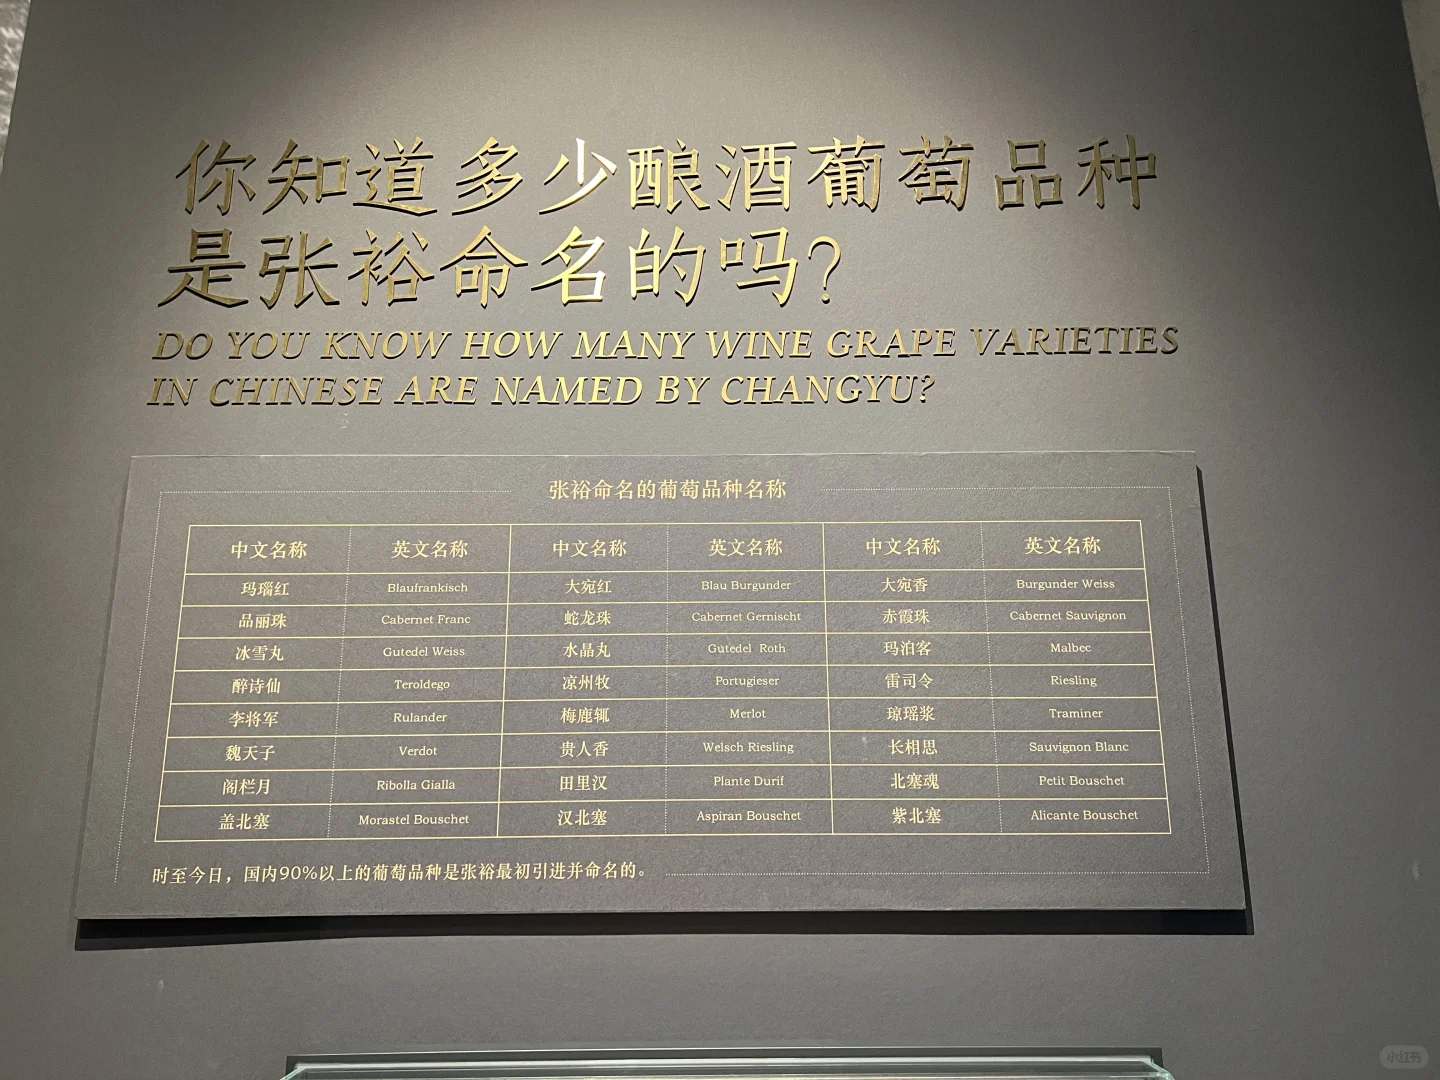 你知道多少酿酒葡萄品种
是张裕命名的吗?
DO YOU KNOW HOW MANY WINE GRAPE VARIETIES
IN CHINESE ARE NAMED BY CHANGYU?
张裕命名的葡萄品种名称
中文名称 英文名称 中文名称 英文名称 中文名称 英文名称
玛瑙红 Blaufrankisch 大宛红 Blau Burgunder 大宛香 Burgunder Weiss
品丽珠 Cabernet Franc 蛇龙珠 Cabernet Gernischt 赤霞珠 Cabernet Sauvignon
冰雪丸 Gutedel Weiss 水晶丸 Gutedel Roth 玛泊客 Malbec
醉诗仙 Teroldego 凉州牧 Portugieser 雷司令 Riesling
李将军 Rulander 梅鹿辄 Merlot 琼瑶浆 Traminer
魏天子 Verdot 贵人香 Welsch Riesling 长相思 Sauvignon Blanc
阁栏月 Ribolla Gialla 田里汉 Plante Durif 北塞魂 Petit Bouschet
盖北塞 Morastel Bouschet 汉北塞 Aspiran Bouschet 紫北塞 Alicante Bouschet
时至今日，国内90%以上的葡萄品种是张裕最初引进并命名的。
小红书